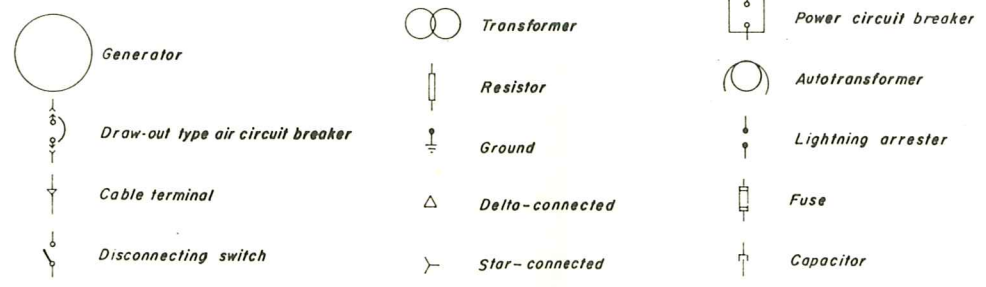 Generator
Draw-out type air circuit breaker
Cable terminal
Disconnecting switch
Transformer
Resistor
Ground
Delta-connected
Star-connected
Power circuit breaker
Autotransformer
Lightning arrester
Fuse
Capacitor